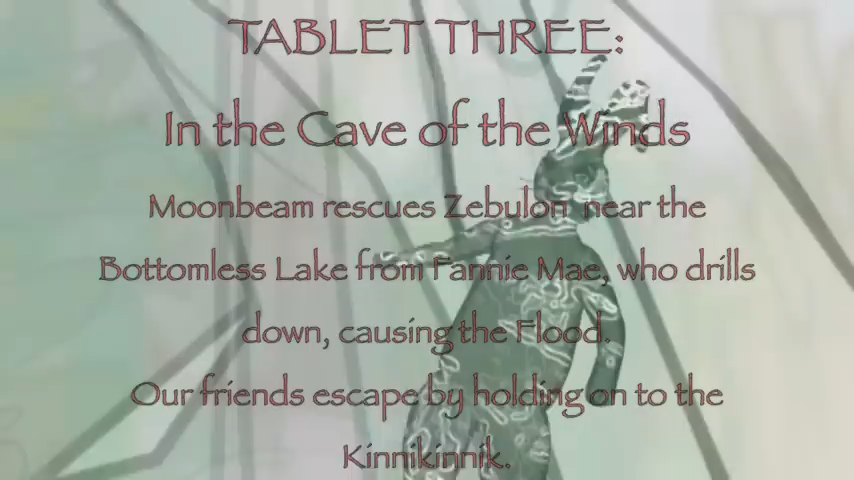 TABLET THREE:
In the Cave of the Winds
Moonbeam rescues Zebulon near the
Bottomless Lake from Fannie Mae, who drills
down, causing the Flood.
Our friends escape by holding on to the
Kinnikinnik.